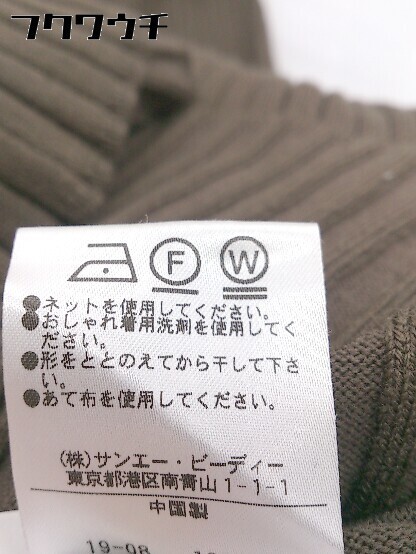 フクワウチ
F W
●ネットを使用してください。
●おしゃれ着用洗剤を使用してく
ださい。
●形をととのえてから干して下さ
い。
●あて布を使用してください。
(株)サンエー・ビーディー
東京都港区南青山1-1-1
19-08